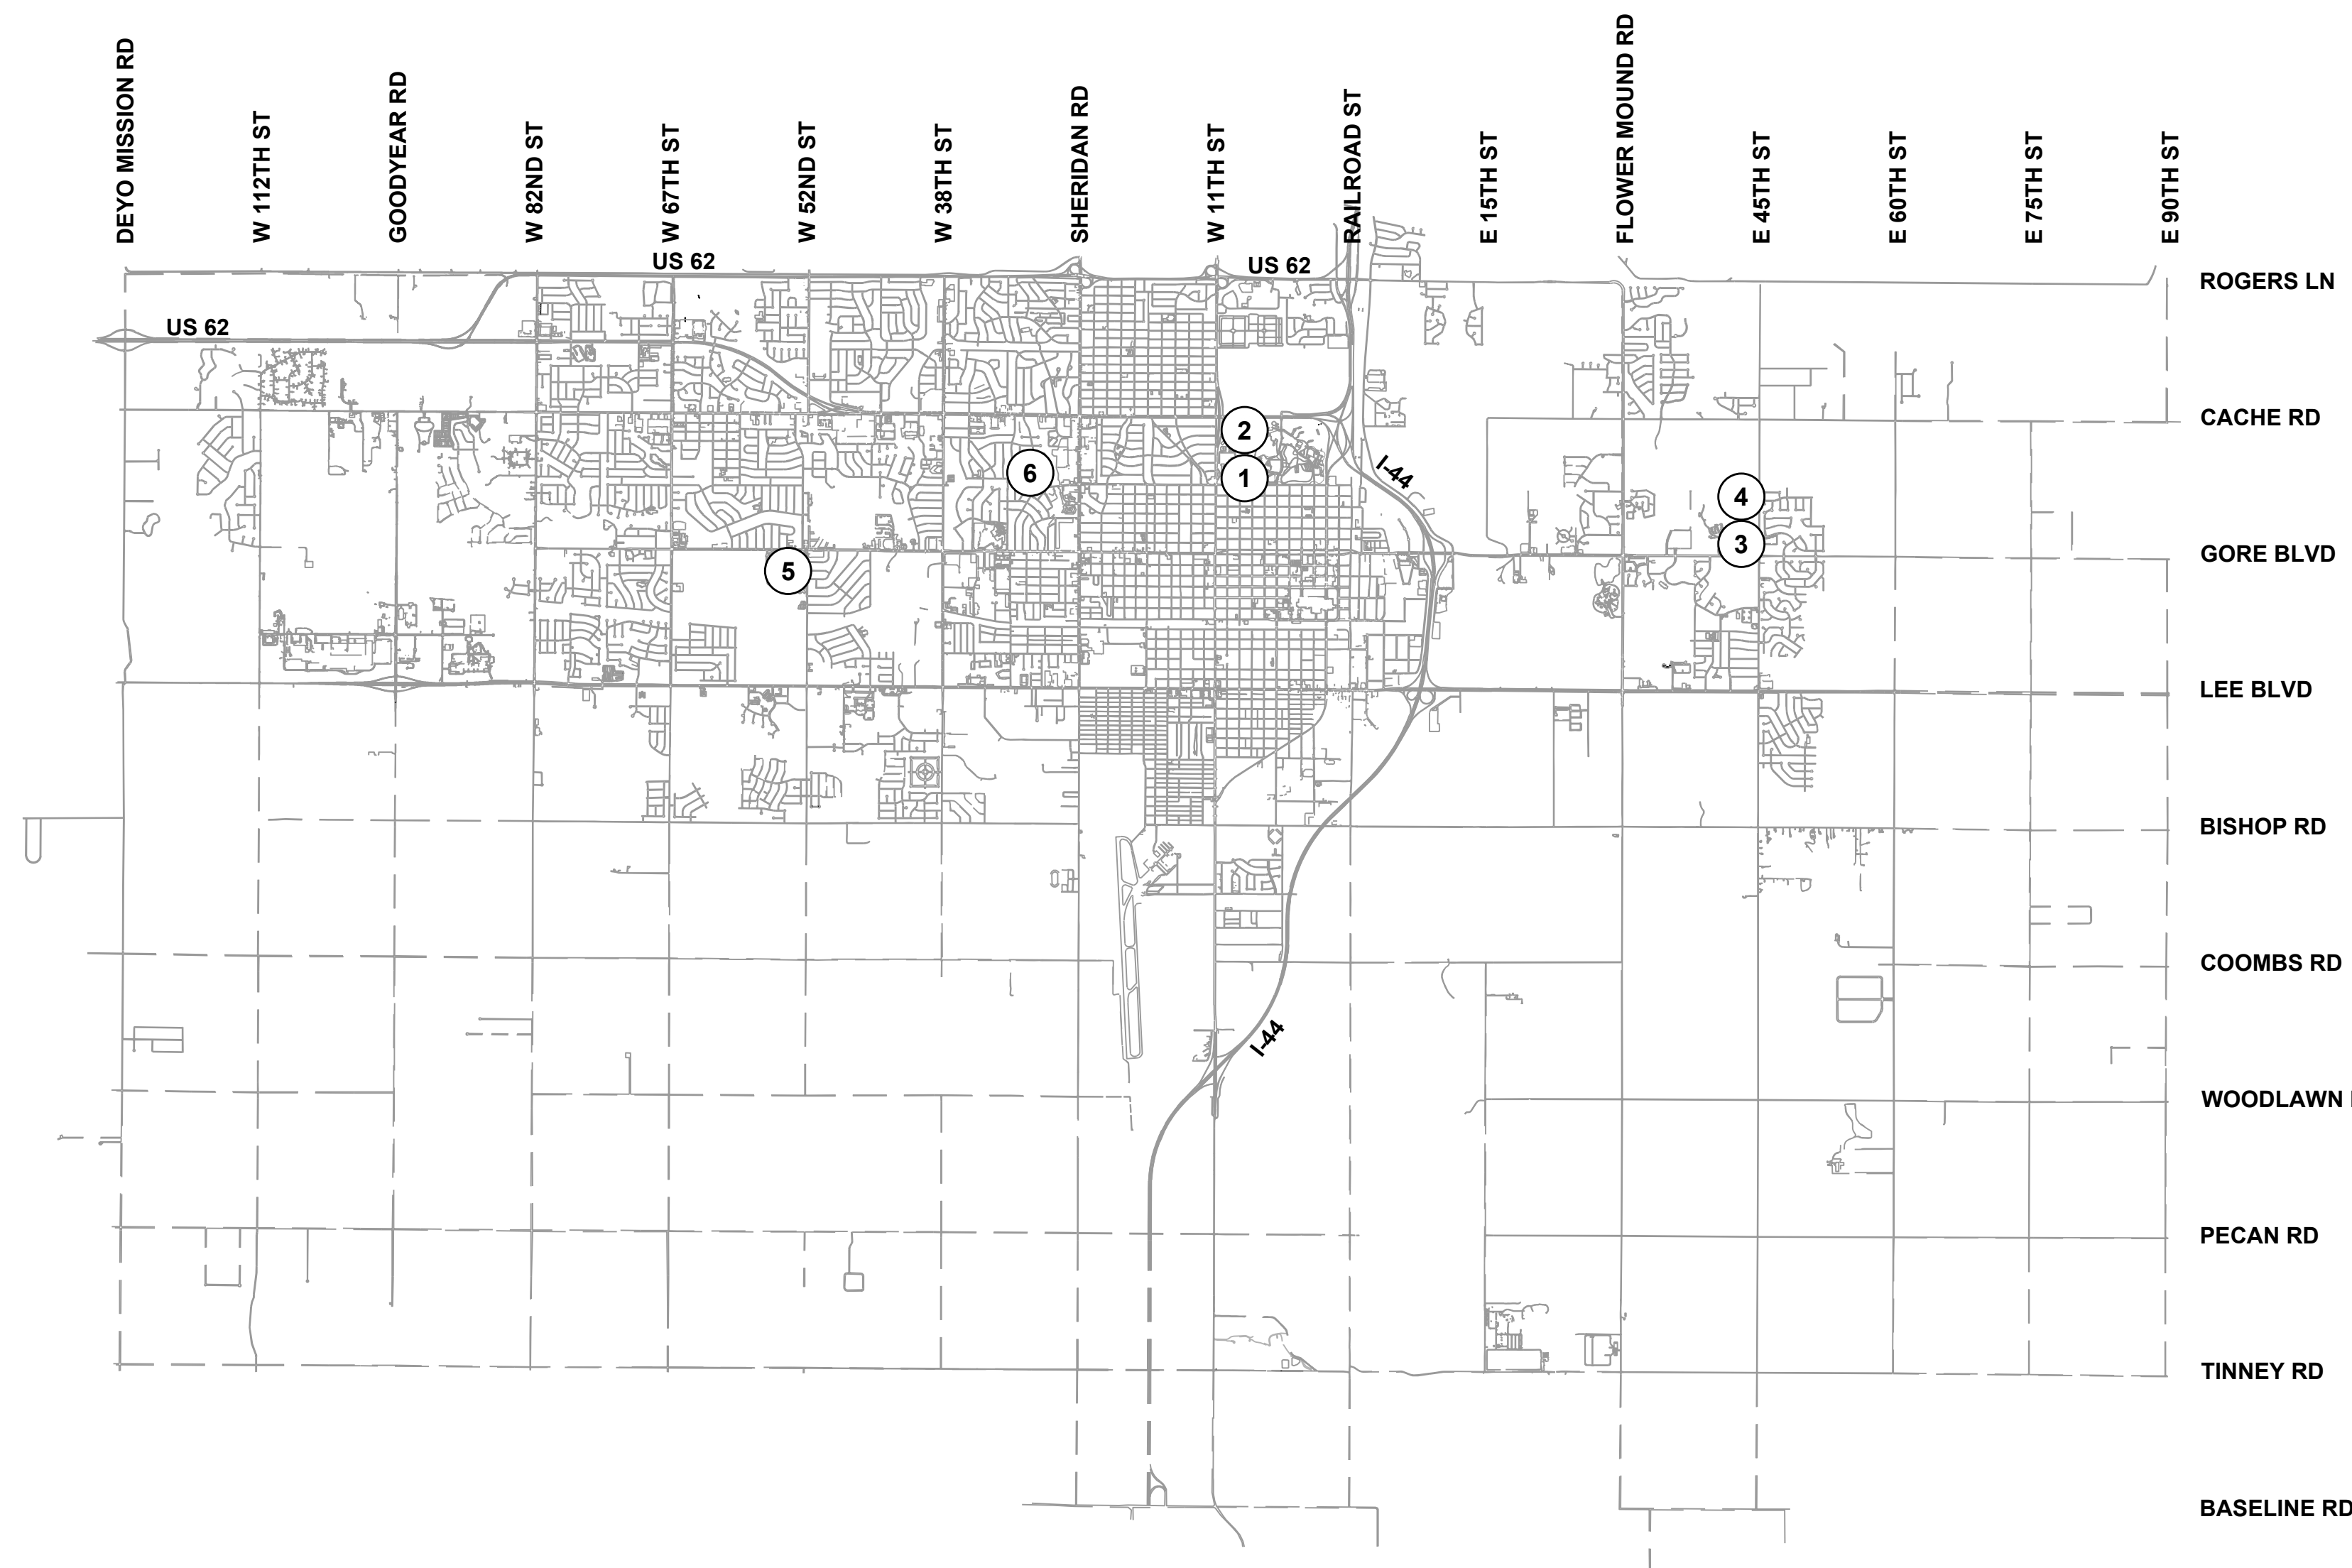 DEYO MISSION RD
W 112TH ST
GOODYEAR RD
W 82ND ST
W 67TH ST
W 52ND ST
W 38TH ST
SHERIDAN RD
W 11TH ST
RAILROAD ST
E 15TH ST
FLOWER MOUND RD
E 45TH ST
E 60TH ST
E 75TH ST
E 90TH ST
US 62
US 62
ROGERS LN
US 62
CACHE RD
2
6
1
I-44
4
3
GORE BLVD
5
LEE BLVD
BISHOP RD
COOMBS RD
I-44
WOODLAWN
PECAN RD
TINNEY RD
BASELINE RD